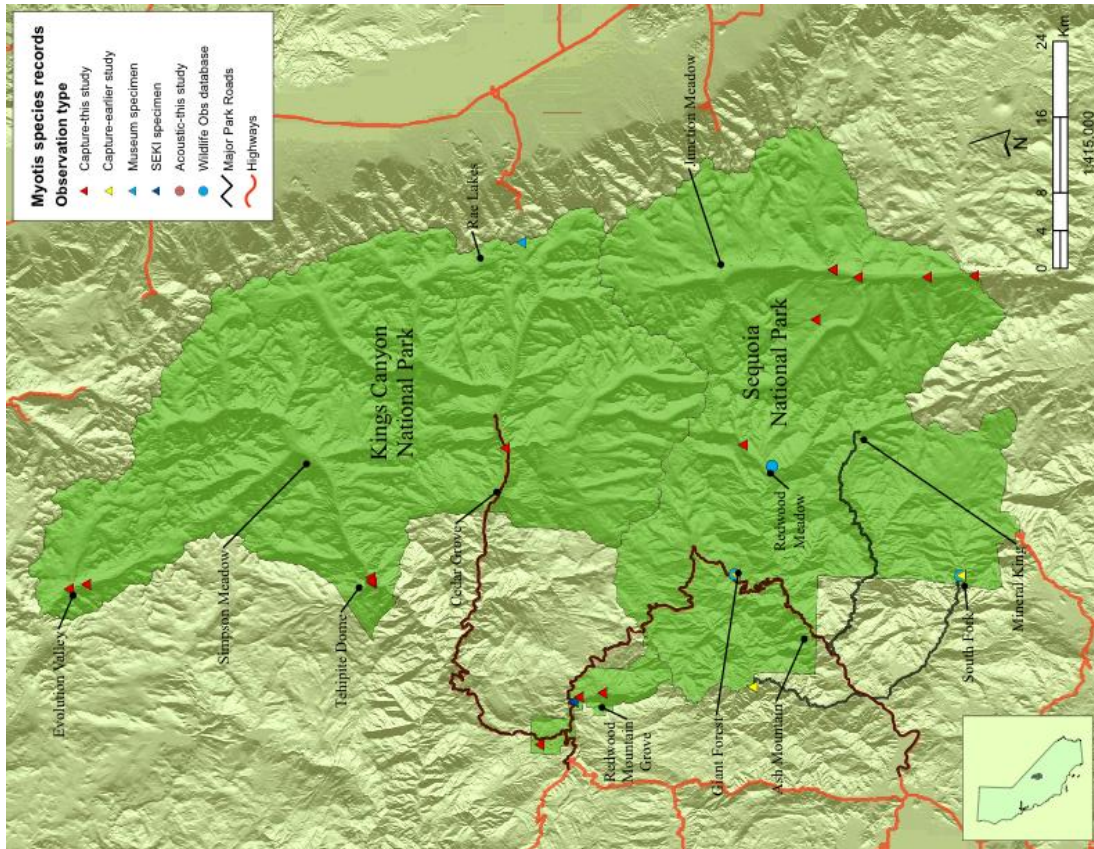 Myotis species records
Observation type
Capture-this study
Capture-earlier study
Museum specimen
SEKI specimen
Acoustic-this study
Wildlife Obs database
Major Park Roads
Highways
Evolution Valley
Simpson Meadow
Tehipite Dome
Kings Canyon
National Park
Rae Lakes
Cedar Grove
Junction Meadow
Redwood
Mountain
Grove
Giant Forest
Ash Mountain
Redwood
Meadow
Sequoia
National Park
South Fork
Mineral King
N
0 4 8 16 24
Km
1:415,000